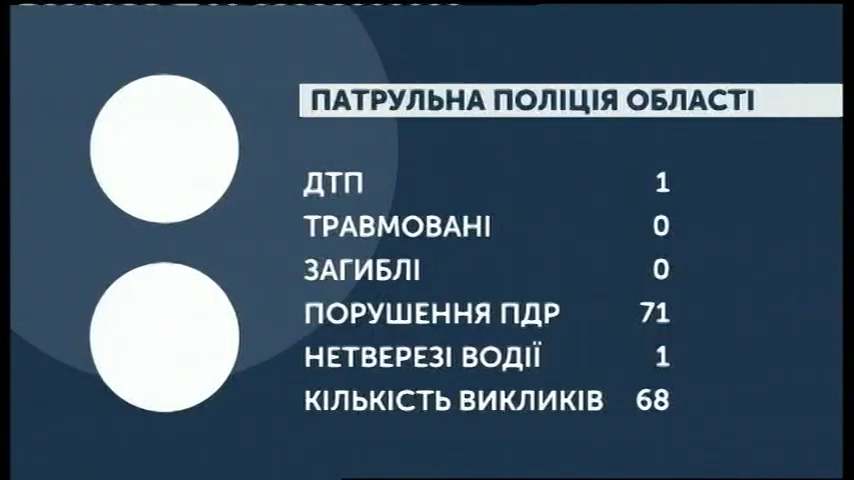 ПАТРУЛЬНА ПОЛІЦІЯ ОБЛАСТІ
ДТП 1
ТРАВМОВАНІ 0
ЗАГИБЛІ 0
ПОРУШЕННЯ ПДР 71
НЕТВЕРЕЗІ ВОДІЇ 1
КІЛЬКІСТЬ ВИКЛИКІВ 68